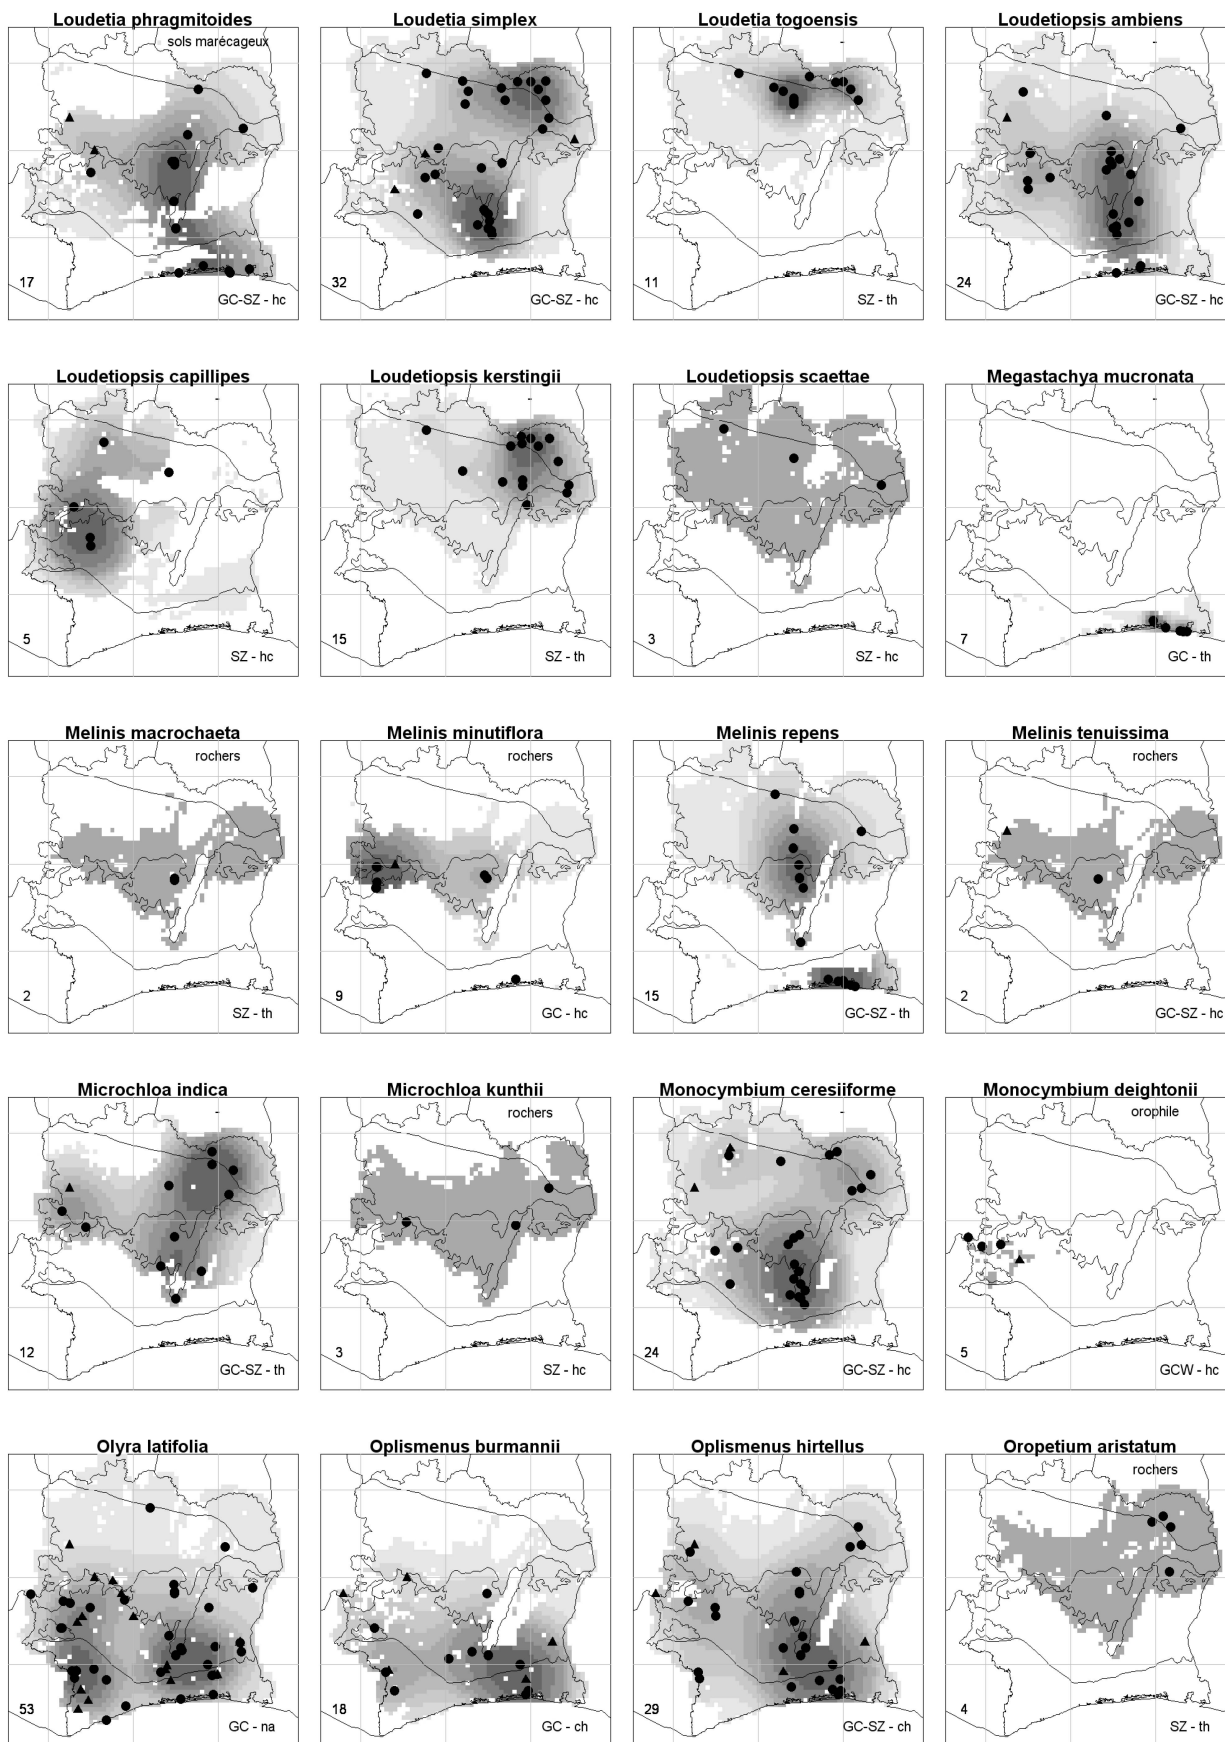 Loudetia phragmitoides
sols marécageux
17
GC-SZ - hc
Loudetia simplex
32
GC-SZ - hc
Loudetia togoensis
11
SZ - th
Loudetiopsis ambiens
24
GC-SZ - hc
Loudetiopsis capillipes
5
SZ - hc
Loudetiopsis kerstingii
15
SZ - th
Loudetiopsis scaettae
3
SZ - hc
Megastachya mucronata
7
GC - th
Melinis macrochaeta
rochers
2
SZ - th
Melinis minutiflora
rochers
9
GC - hc
Melinis repens
15
GC-SZ - th
Melinis tenuissima
rochers
2
GC-SZ - hc
Microchloa indica
12
GC-SZ - th
Microchloa kunthii
rochers
3
SZ - hc
Monocymbium ceresiiforme
24
GC-SZ - hc
Monocymbium deightonii
orophile
5
GCW - hc
Olyra latifolia
53
GC - na
Oplismenus burmannii
18
GC - ch
Oplismenus hirtellus
29
GC-SZ - ch
Oropetium aristatum
rochers
4
SZ - th